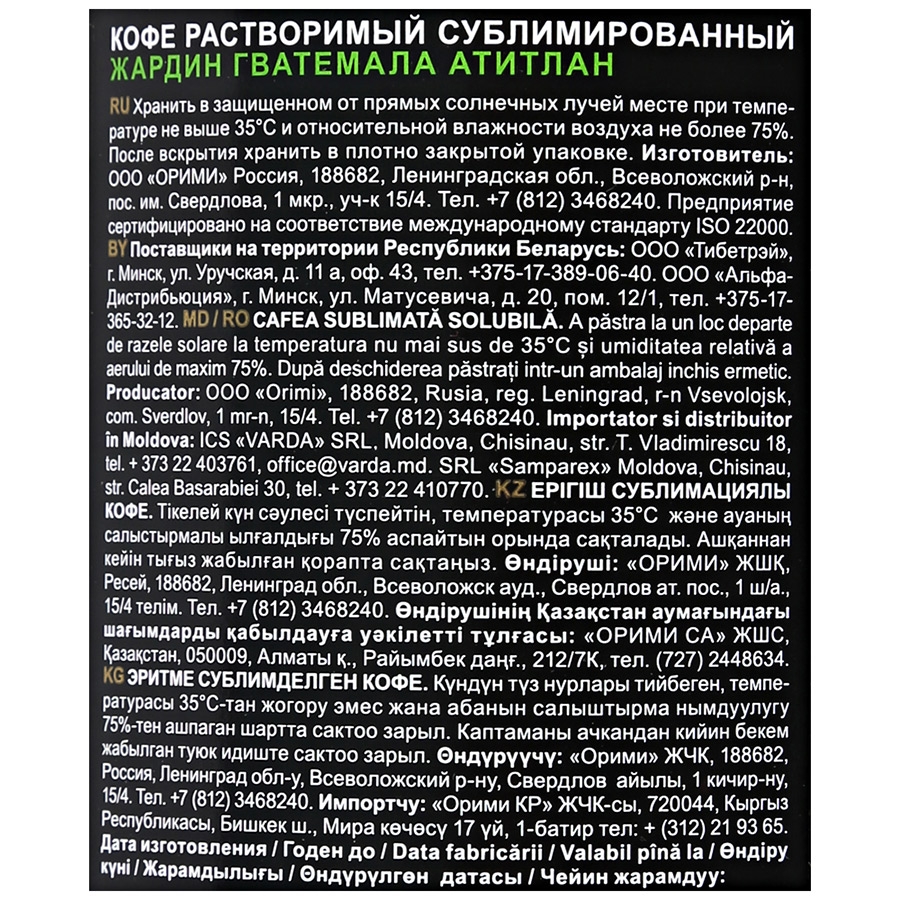 КОФЕ РАСТВОРИМЫЙ СУБЛИМИРОВАННЫЙ
ЖАРДИН ГВАТЕМАЛА АТИТЛАН
RU Хранить в защищенном от прямых солнечных лучей месте при темпе-
ратуре не выше 35°С и относительной влажности воздуха не более 75%.
После вскрытия хранить в плотно закрытой упаковке. Изготовитель:
ООО «ОРИМИ» Россия, 188682, Ленинградская обл., Всеволожский р-н,
пос. им. Свердлова, 1 мкр., уч-к 15/4. Тел. +7 (812) 3468240. Предприятие
сертифицировано на соответствие международному стандарту ISO 22000.
BY Поставщики на территории Республики Беларусь: ООО «Тибетрэй»,
г. Минск, ул. Уручская, д. 11 а, оф. 43, тел. +375-17-389-06-40. ООО «Альфа-
Дистрибьюция», г. Минск, ул. Матусевича, д. 20, пом. 12/1, тел. +375-17-
365-32-12. MD / RO CAFEA SUBLIMATĂ SOLUBILĂ. A păstra la un loc departe
de razele solare la temperatura nu mai sus de 35°C și umiditatea relativă a
aerului de maxim 75%. După deschiderea păstrați intr-un ambalaj inchis ermetic.
Producator: OOO «Orimi», 188682, Rusia, reg. Leningrad, r-n Vsevolojsk,
com. Sverdlov, 1 mr-n, 15/4. Tel. +7 (812) 3468240. Importator si distribuitor
în Moldova: ICS «VARDA» SRL, Moldova, Chisinau, str. T. Vladimirescu 18,
tel. + 373 22 403761, office@varda.md. SRL «Samparex» Moldova, Chisinau,
str. Calea Basarabiei 30, tel. + 373 22 410770. KZ ЕРІГІШ СУБЛИМАЦИЯЛЫ
КОФЕ. Тікелей күн сәулесі түспейтін, температурасы 35°С және ауаның
салыстырмалы ылғалдығы 75% аспайтын орында сақталады. Ашқаннан
кейін тығыз жабылған қорапта сақтаңыз. Өндіруші: «ОРИМИ» ЖШҚ,
Ресей, 188682, Ленинград обл., Всеволожск ауд., Свердлов ат. пос., 1 ш/а.,
15/4 телім. Тел. +7 (812) 3468240. Өндірушінің Қазақстан аумағындағы
шағымдарды қабылдауға уәкілетті тұлғасы: «ОРИМИ СА» ЖШС,
Қазақстан, 050009, Алматы қ., Райымбек даңғ., 212/7К, тел. (727) 2448634.
KG ЭРИТМЕ СУБЛИМДЕЛГЕН КОФЕ. Күндүн түз нурлары тийбеген, темпе-
ратурасы 35°С-тан жогору эмес жана абанын салыштырма нымдуулугу
75%-тен ашпаган шартта сактоо зарыл. Каптаманы ачкандан кийин бекем
жабылган туюк идиште сактоо зарыл. Өндүрүүчү: «Орими» ЖЧК, 188682,
Россия, Ленинград обл-у, Всеволожский р-ну, Свердлов айылы, 1 кичир-ну,
15/4. Тел. +7 (812) 3468240. Импортчу: «Орими КР» ЖЧК-сы, 720044, Кыргыз
Республикасы, Бишкек ш., Мира көчөсү 17 үй, 1-батир тел: + (312) 21 93 65.
Дата изготовления / Годен до / Data fabricării / Valabil pînă la / Өндіру
күні / Жарамдылығы / Өндүрүлгөн датасы / Чейин жарамдуу: